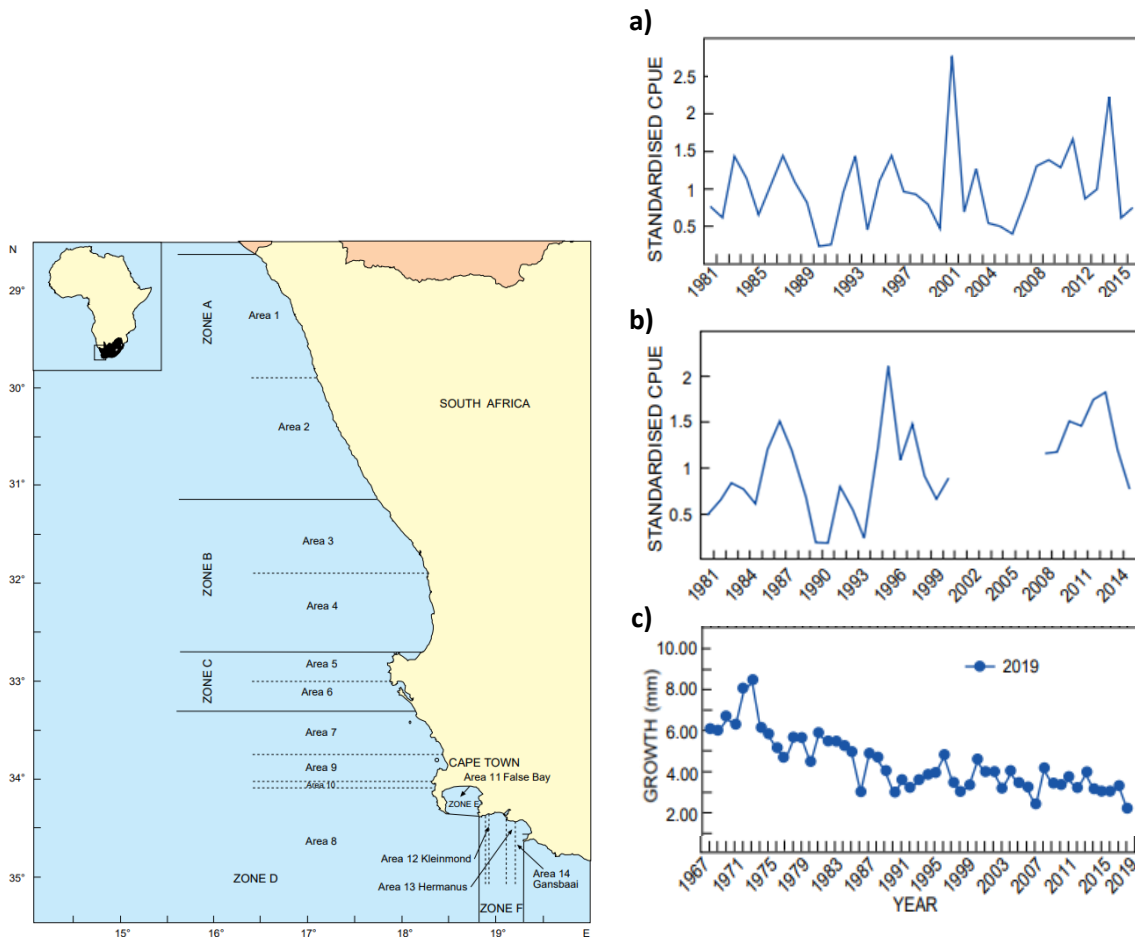 N
29°
30°
31°
32°
33°
34°
35°
15°
16°
17°
18°
19°
E
ZONE A
Area 1
Area 2
SOUTH AFRICA
ZONE B
Area 3
Area 4
ZONE C
Area 5
Area 6
Area 7
Area 9
Area 10
CAPE TOWN
Area 11 False Bay
ZONE E
Area 8
Area 12 Kleinmond
Area 13 Hermanus
Area 14
Gansbaai
ZONE D
ZONE F
a)
STANDARDISED CPUE
2.5
2
1.5
1
0.5
1981
1985
1989
1993
1997
2001
2004
2008
2012
2015
b)
STANDARDISED CPUE
2
1.5
1
0.5
1981
1984
1987
1990
1993
1996
1999
2002
2005
2008
2011
2014
c)
GROWTH (mm)
10.00
8.00
6.00
4.00
2.00
2019
1967
1971
1975
1979
1983
1987
1991
1995
1999
2003
2007
2011
2015
2019
YEAR